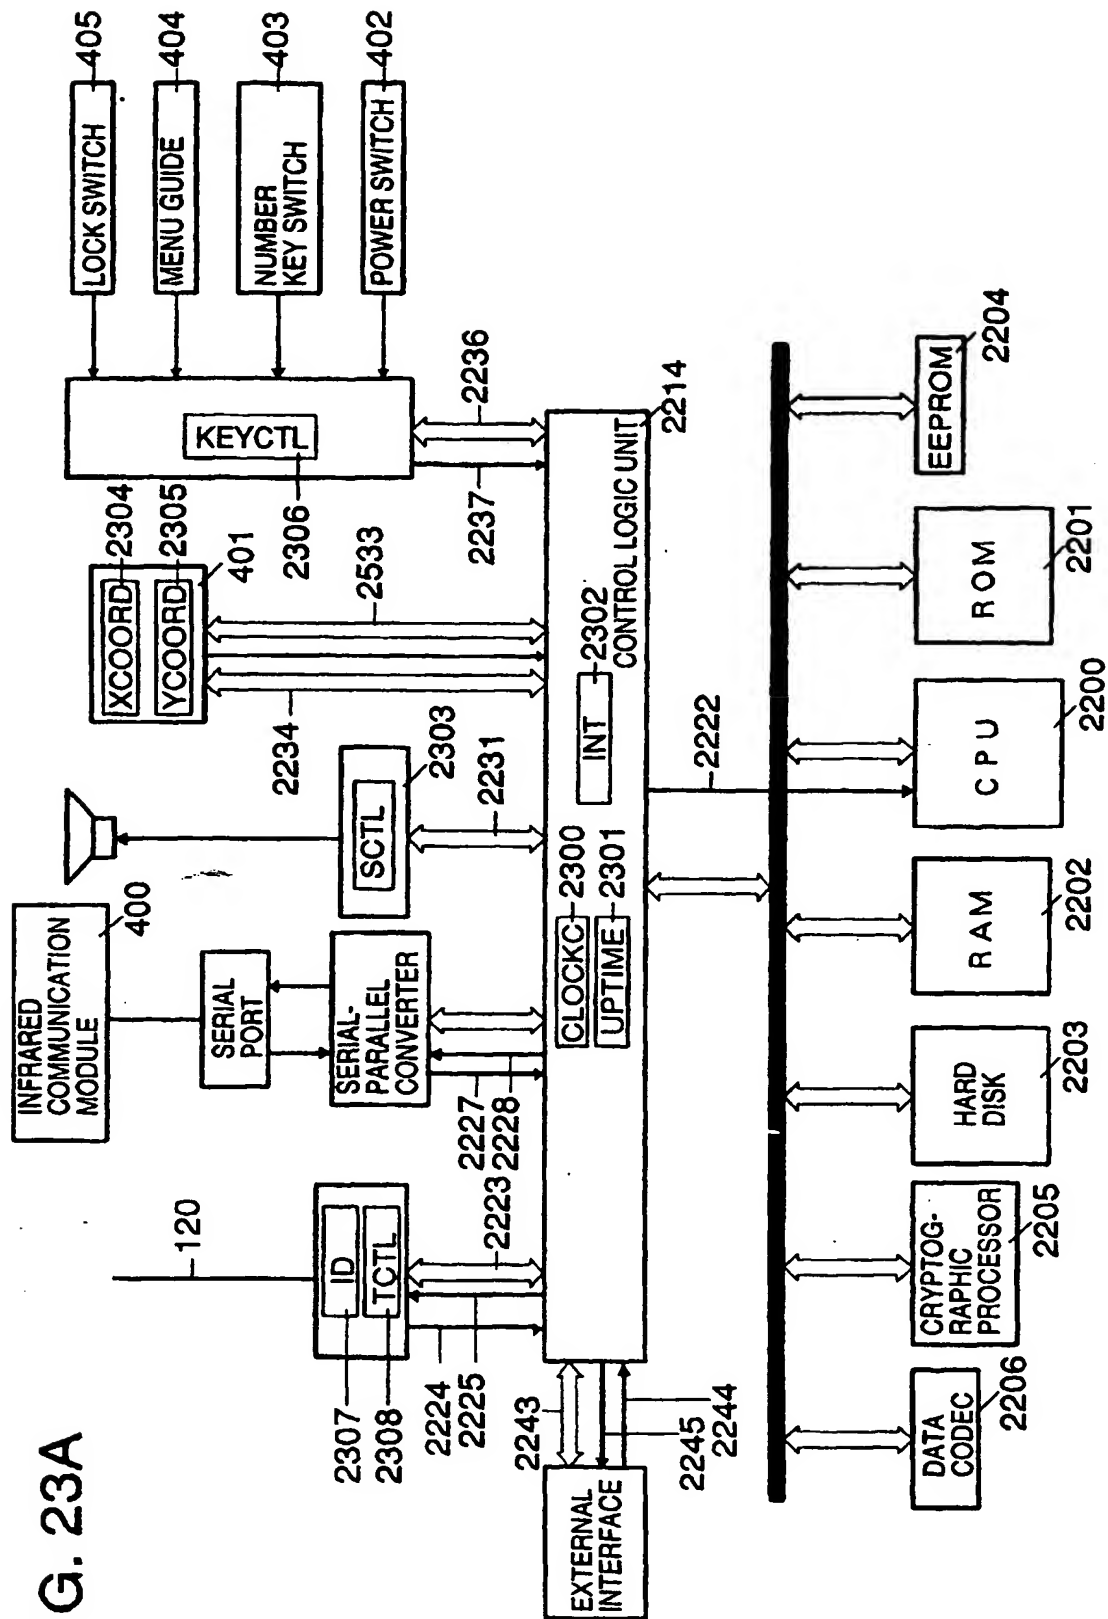 G. 23A
INFRARED
COMMUNICATION
MODULE
400
SERIAL
PORT
SERIAL-
PARALLEL
CONVERTER
120
ID
TCTL
2307
2308
2224
2225
2223
2227
2228
SCTL
2303
2231
XCOORD
YCOORD
2304
2305
401
2234
2533
KEYCTL
2306
2237
2236
LOCK SWITCH
405
MENU GUIDE
404
NUMBER
KEY SWITCH
403
POWER SWITCH
402
EXTERNAL
INTERFACE
2243
2245
2244
CLOCKC
2300
UPTIME
2301
INT
2302
CONTROL LOGIC UNIT
2214
2222
DATA
CODEC
2206
CRYPTOG-
RAPHIC
PROCESSOR
2205
HARD
DISK
2203
RAM
2202
CPU
2200
ROM
2201
EEPROM
2204